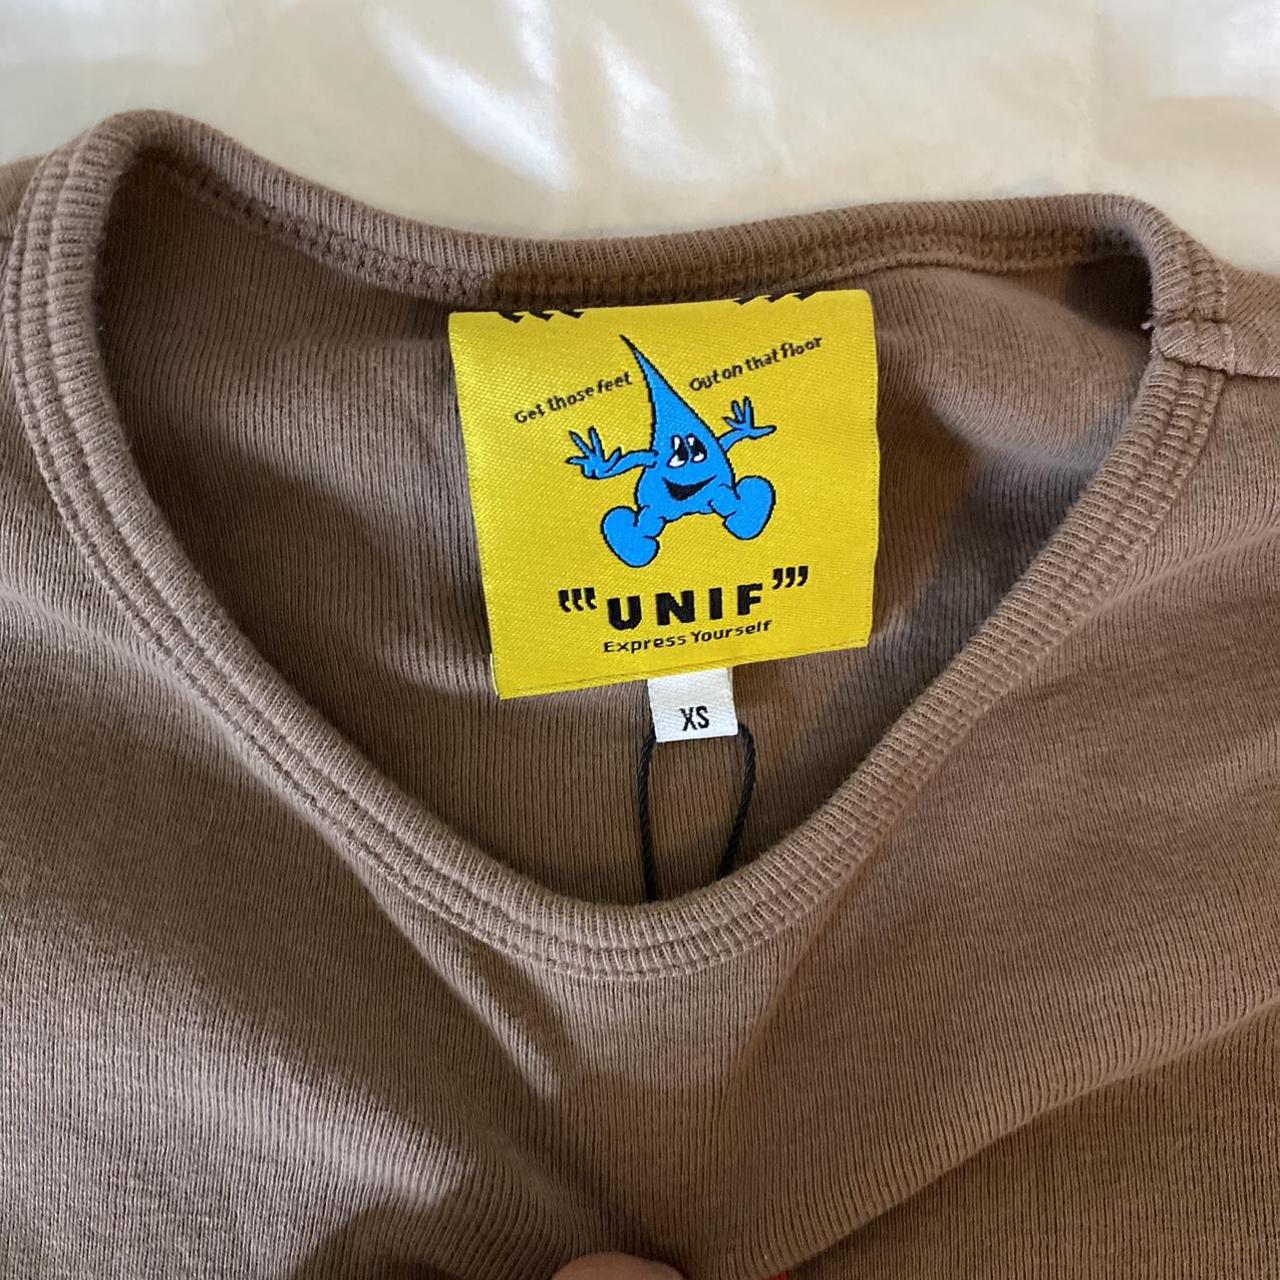 Get those feet
Out on that floor
"‘UNIF’"
Express Yourself
XS